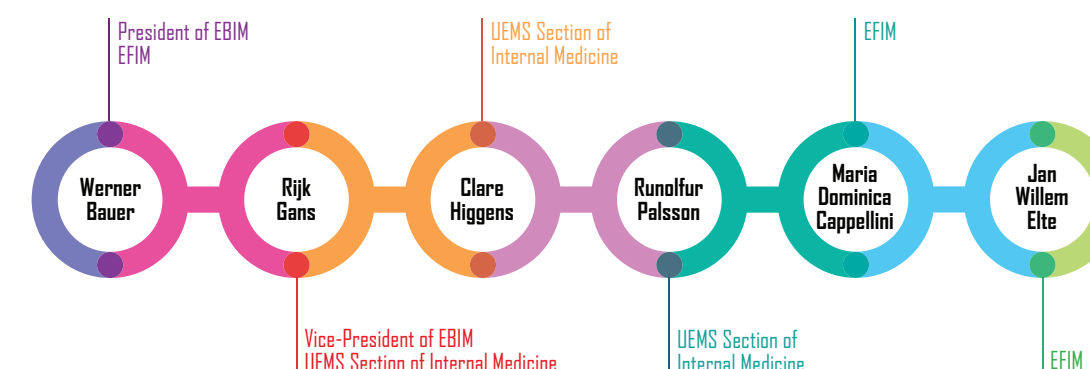 President of EBIM
EFIM
UEMS Section of
Internal Medicine
EFIM
Werner
Bauer
Rijk
Gans
Clare
Higgens
Runolfur
Palsson
Maria
Dominica
Cappellini
Jan
Willem
Elte
Vice-President of EBIM
UEMS Section of Internal Medicine
UEMS Section of
Internal Medicine
EFIM